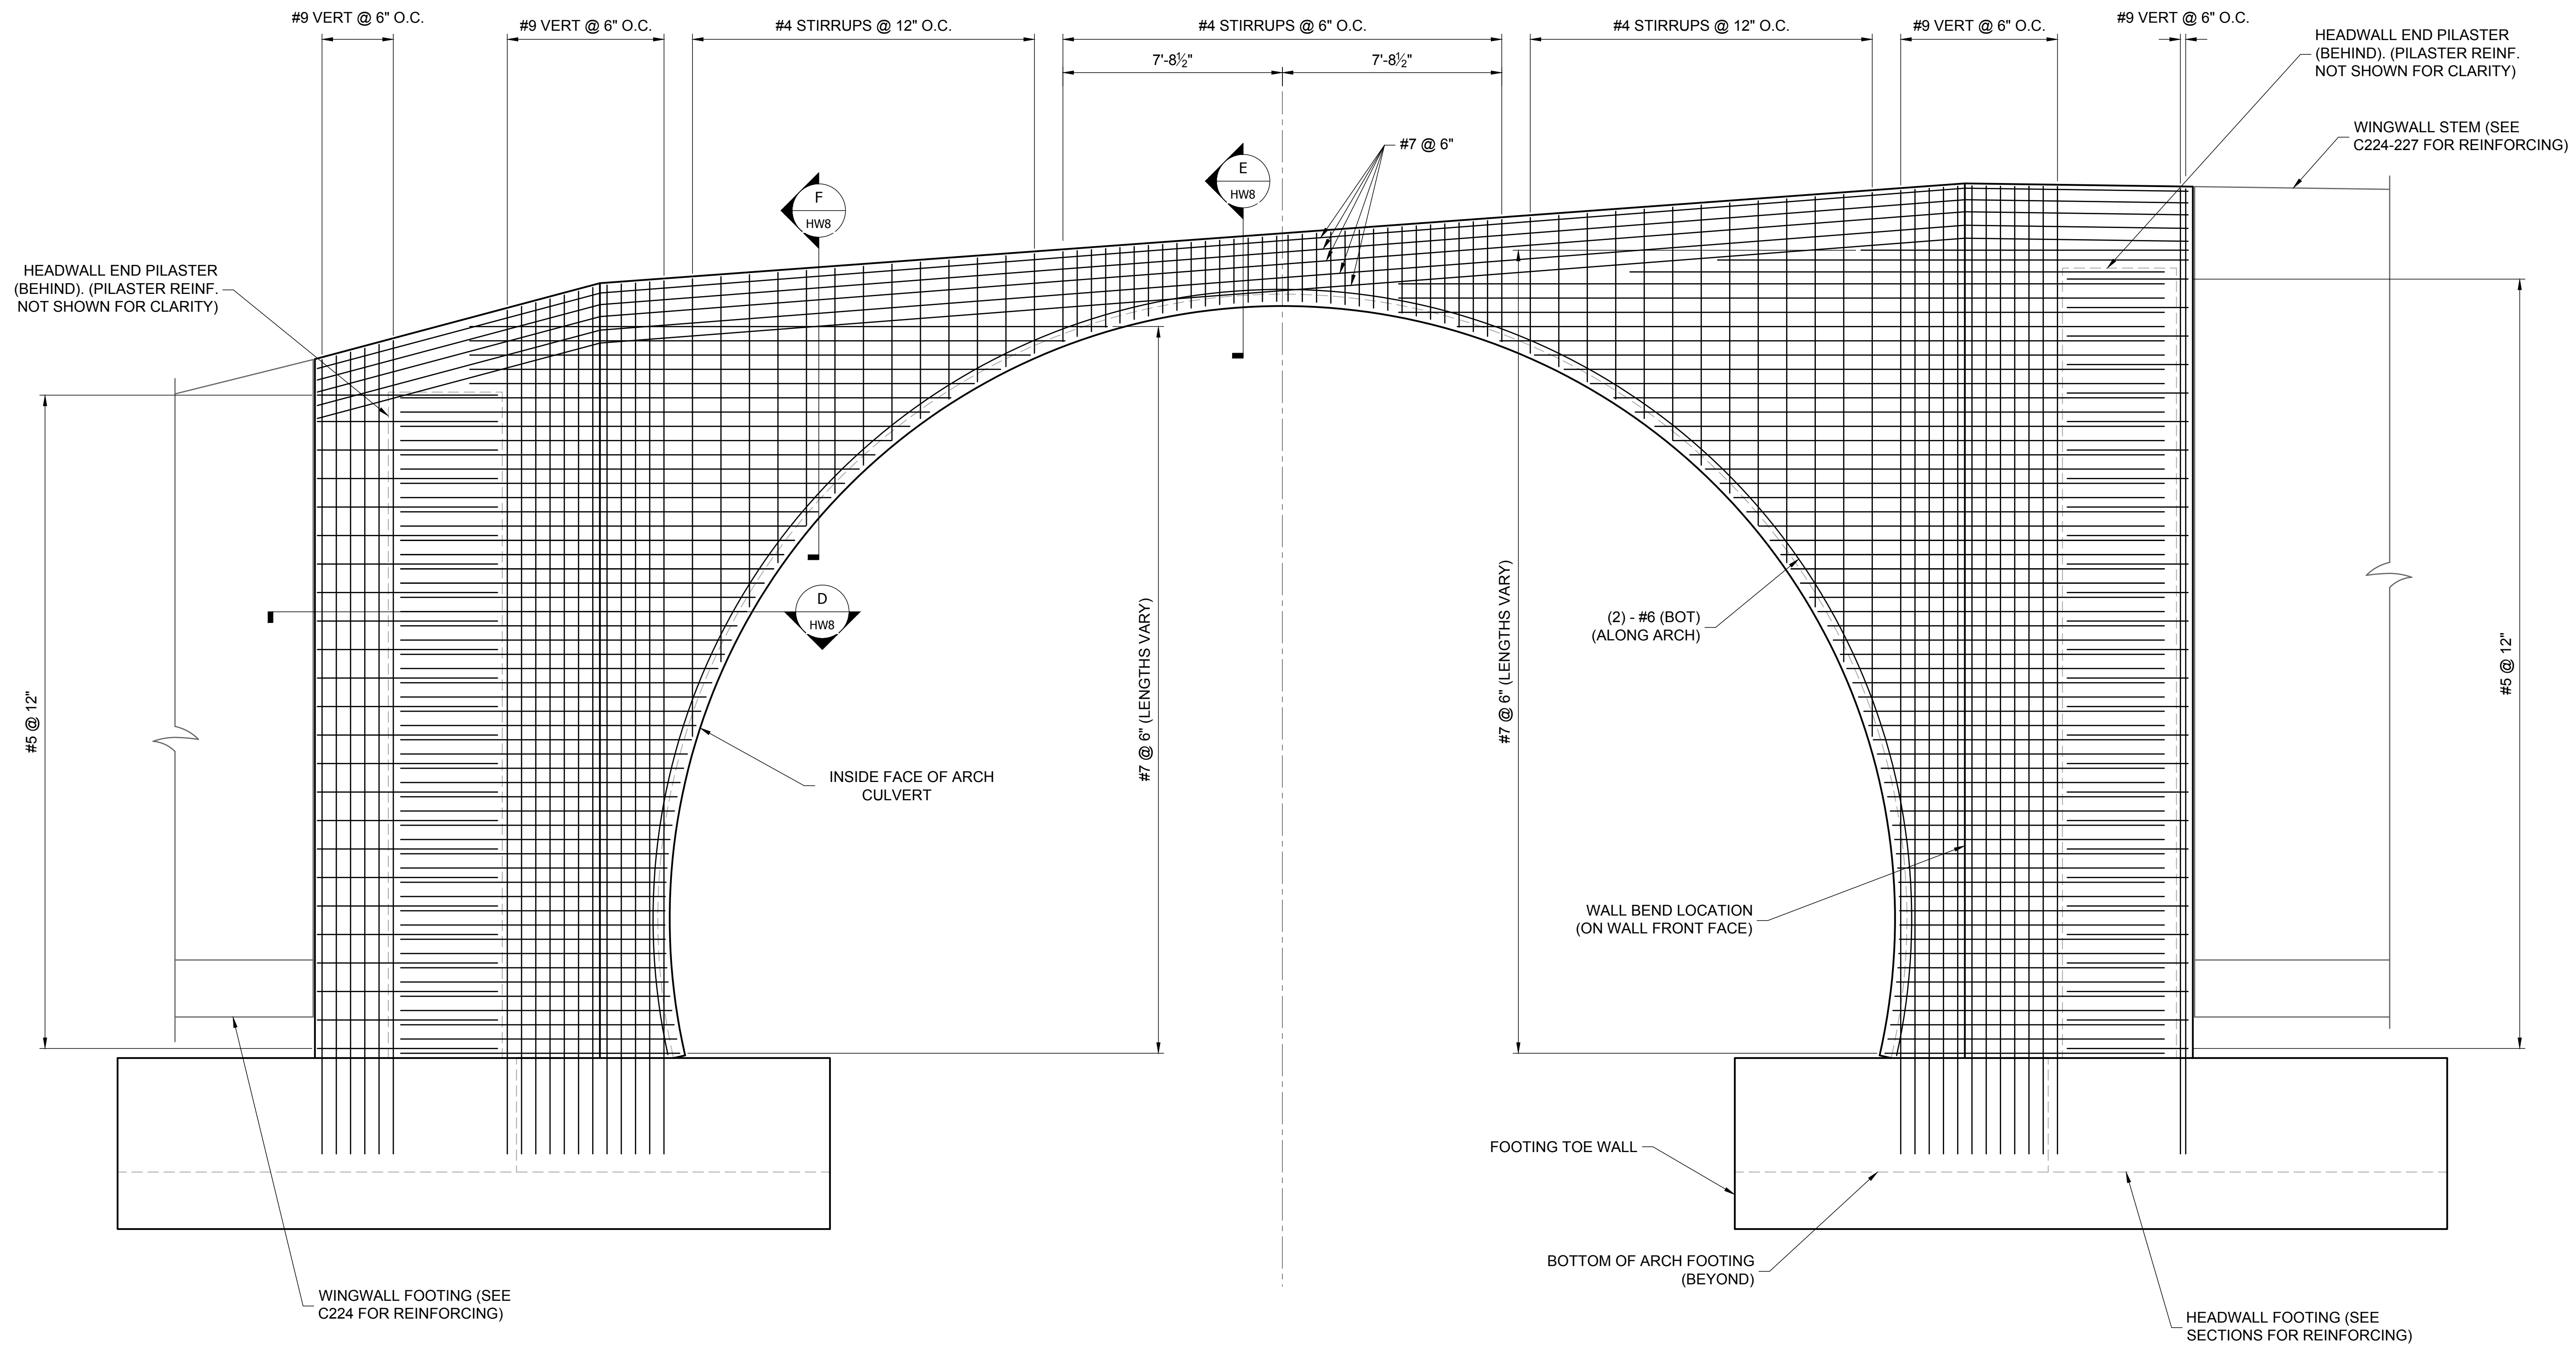 #9 VERT @ 6" O.C.
#9 VERT @ 6" O.C.
#4 STIRRUPS @ 12" O.C.
#4 STIRRUPS @ 6" O.C.
#4 STIRRUPS @ 12" O.C.
#9 VERT @ 6" O.C.
#9 VERT @ 6" O.C.
7'-8½"
7'-8½"
HEADWALL END PILASTER
(BEHIND). (PILASTER REINF.
NOT SHOWN FOR CLARITY)
WINGWALL STEM (SEE
C224-227 FOR REINFORCING)
#7 @ 6"
E
HW8
F
HW8
HEADWALL END PILASTER
(BEHIND). (PILASTER REINF.
NOT SHOWN FOR CLARITY)
D
HW8
(2) - #6 (BOT)
(ALONG ARCH)
#5 @ 12"
#7 @ 6" (LENGTHS VARY)
#7 @ 6" (LENGTHS VARY)
#5 @ 12"
INSIDE FACE OF ARCH
CULVERT
WALL BEND LOCATION
(ON WALL FRONT FACE)
FOOTING TOE WALL
BOTTOM OF ARCH FOOTING
(BEYOND)
WINGWALL FOOTING (SEE
C224 FOR REINFORCING)
HEADWALL FOOTING (SEE
SECTIONS FOR REINFORCING)